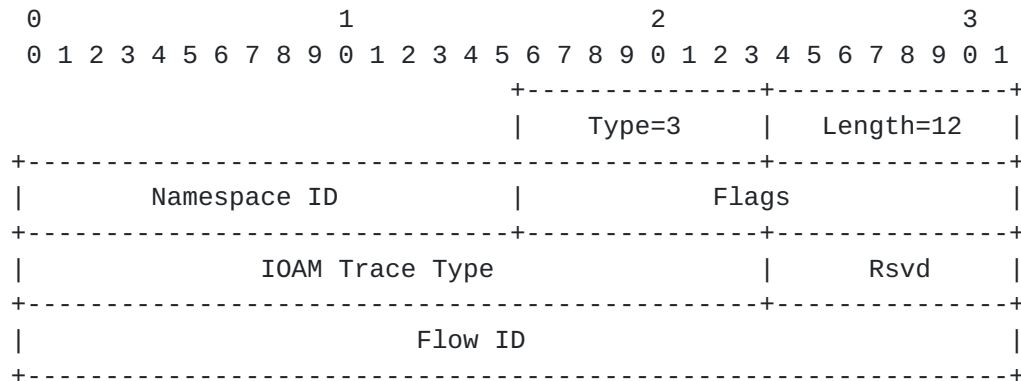 0                   1                   2                   3
0 1 2 3 4 5 6 7 8 9 0 1 2 3 4 5 6 7 8 9 0 1 2 3 4 5 6 7 8 9 0 1
+---------------+---------------+
| Type=3 | Length=12 |
+-----------------------------------------------+---------------+
| Namespace ID | Flags |
+-------------------------------+---------------+---------------+
| IOAM Trace Type | Rsvd |
+-----------------------------------------------+---------------+
| Flow ID |
+---------------------------------------------------------------+